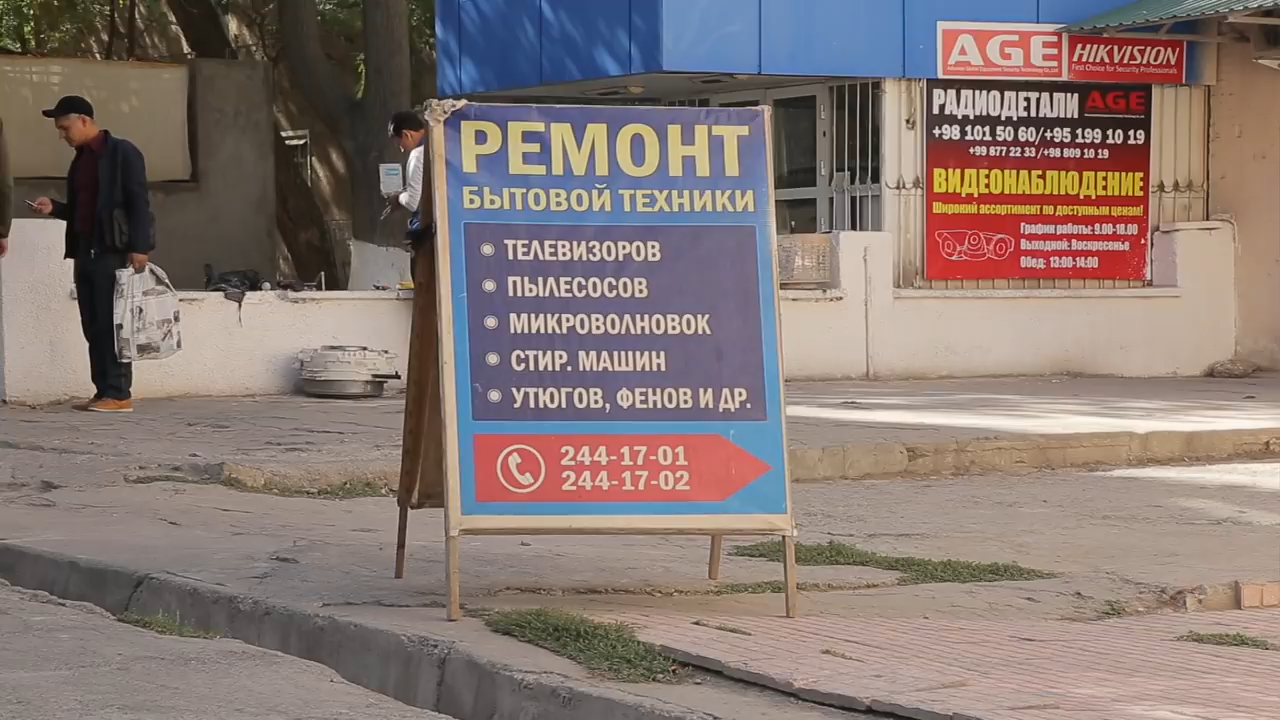 РЕМОНТ
БЫТОВОЙ ТЕХНИКИ
ТЕЛЕВИЗОРОВ
ПЫЛЕСОСОВ
МИКРОВОЛНОВОК
СТИР. МАШИН
УТЮГОВ, ФЕНОВ И ДР.
244-17-01
244-17-02
AGE
HIKVISION
First Choice for Security Professionals
РАДИОДЕТАЛИ AGE
+98 101 50 60/+95 199 10 19
+99 877 22 33 /+98 809 10 19
ВИДЕОНАБЛЮДЕНИЕ
Широкий ассортимент по доступным ценам!
График работы: 9.00-18.00
Выходной: Воскресенье
Обед: 13:00-14:00